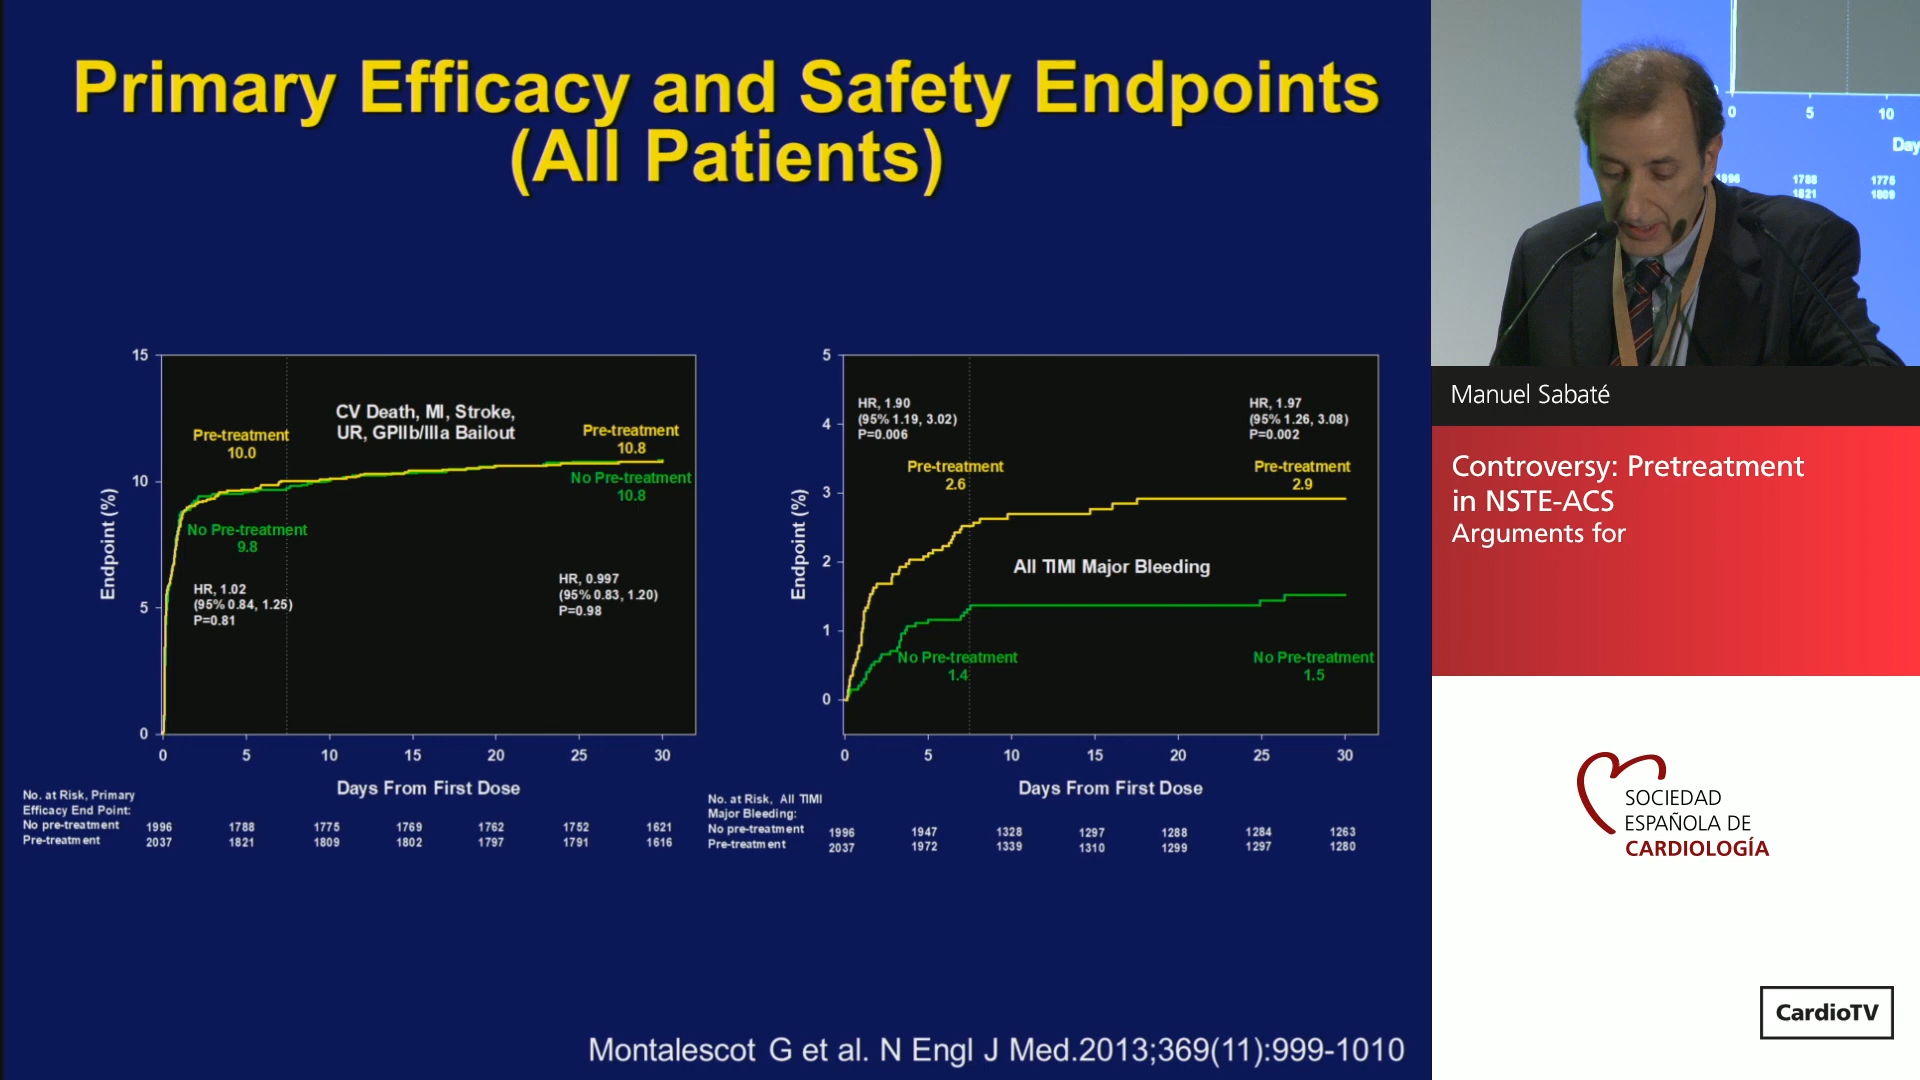 Primary Efficacy and Safety Endpoints
(All Patients)
15
10
5
0
Endpoint (%)
CV Death, MI, Stroke,
UR, GPIIb/IIIa Bailout
Pre-treatment
10.0
Pre-treatment
10.8
No Pre-treatment
10.8
No Pre-treatment
9.8
HR, 1.02
(95% 0.84, 1.25)
P=0.81
HR, 0.997
(95% 0.83, 1.20)
P=0.98
0 5 10 15 20 25 30
Days From First Dose
No. at Risk, Primary
Efficacy End Point:
No pre-treatment 1996 1788 1775 1769 1762 1752 1621
Pre-treatment 2037 1821 1809 1802 1797 1791 1616
5
4
3
2
1
0
Endpoint (%)
HR, 1.90
(95% 1.19, 3.02)
P=0.006
HR, 1.97
(95% 1.26, 3.08)
P=0.002
Pre-treatment
2.6
Pre-treatment
2.9
All TIMI Major Bleeding
No Pre-treatment
1.4
No Pre-treatment
1.5
0 5 10 15 20 25 30
Days From First Dose
No. at Risk, All TIMI
Major Bleeding:
No pre-treatment 1996 1947 1328 1297 1288 1284 1263
Pre-treatment 2037 1972 1339 1310 1299 1297 1280
Montalescot G et al. N Engl J Med.2013;369(11):999-1010
0 5 10
Day
1996 1788 1775
1821 1809
Manuel Sabaté
Controversy: Pretreatment
in NSTE-ACS
Arguments for
SOCIEDAD
ESPAÑOLA DE
CARDIOLOGÍA
CardioTV